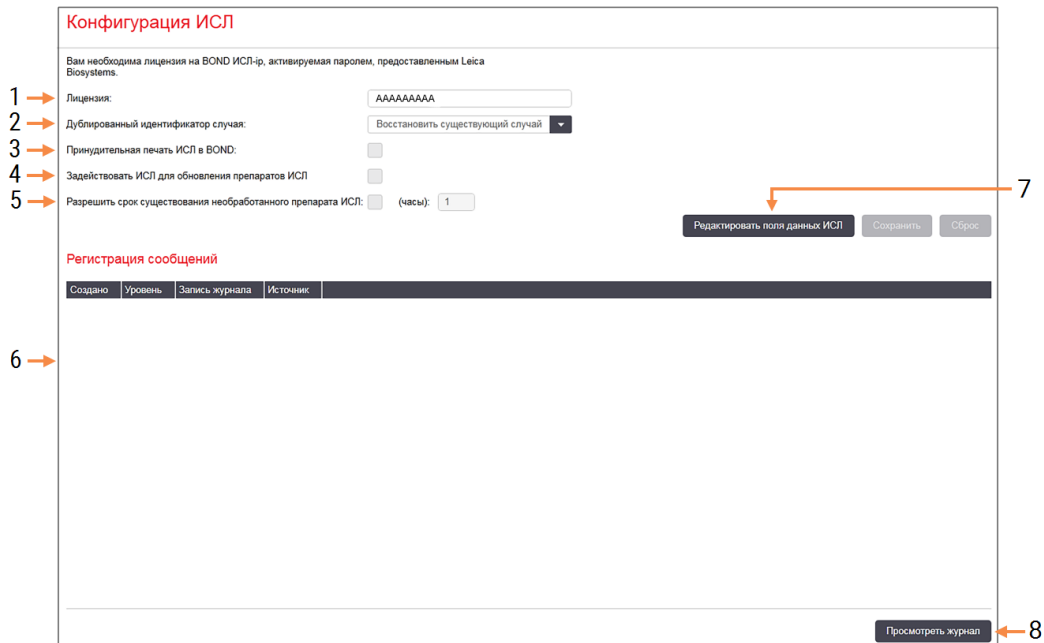 Конфигурация ИСЛ
Вам необходима лицензия на BOND ИСЛ-ip, активируемая паролем, предоставленным Leica
Biosystems.
1
Лицензия:
AAAAAAAAA
2
Дублированный идентификатор случая:
Восстановить существующий случай
3
Принудительная печать ИСЛ в BOND:
4
Задействовать ИСЛ для обновления препаратов ИСЛ
5
Разрешить срок существования необработанного препарата ИСЛ:
(часы):
1
7
Редактировать поля данных ИСЛ
Сохранить
Сброс
Регистрация сообщений
Создано
Уровень
Запись журнала
Источник
6
Просмотреть журнал
8